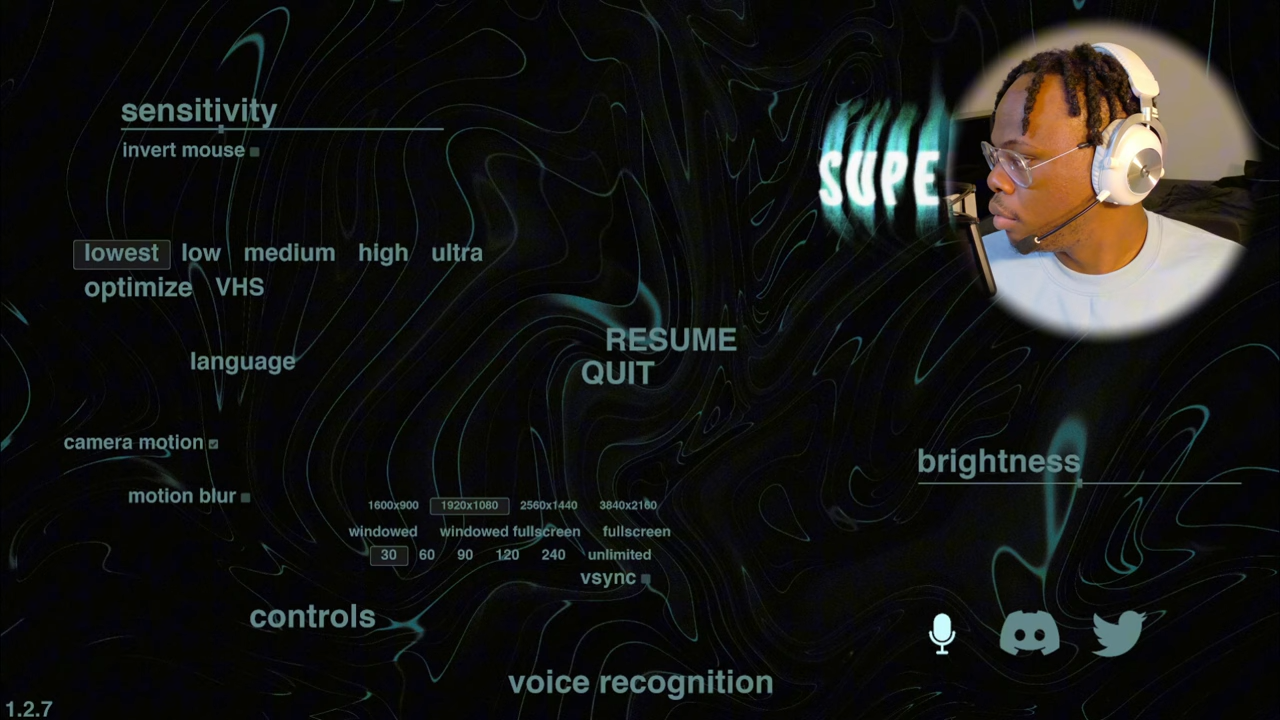 sensitivity
invert mouse
SUPE
lowest low medium high ultra
optimize VHS
RESUME
QUIT
language
camera motion
motion blur
brightness
1600x900 1920x1080 2560x1440 3840x2160
windowed windowed fullscreen fullscreen
30 60 90 120 240 unlimited
vsync
controls
voice recognition
1.2.7